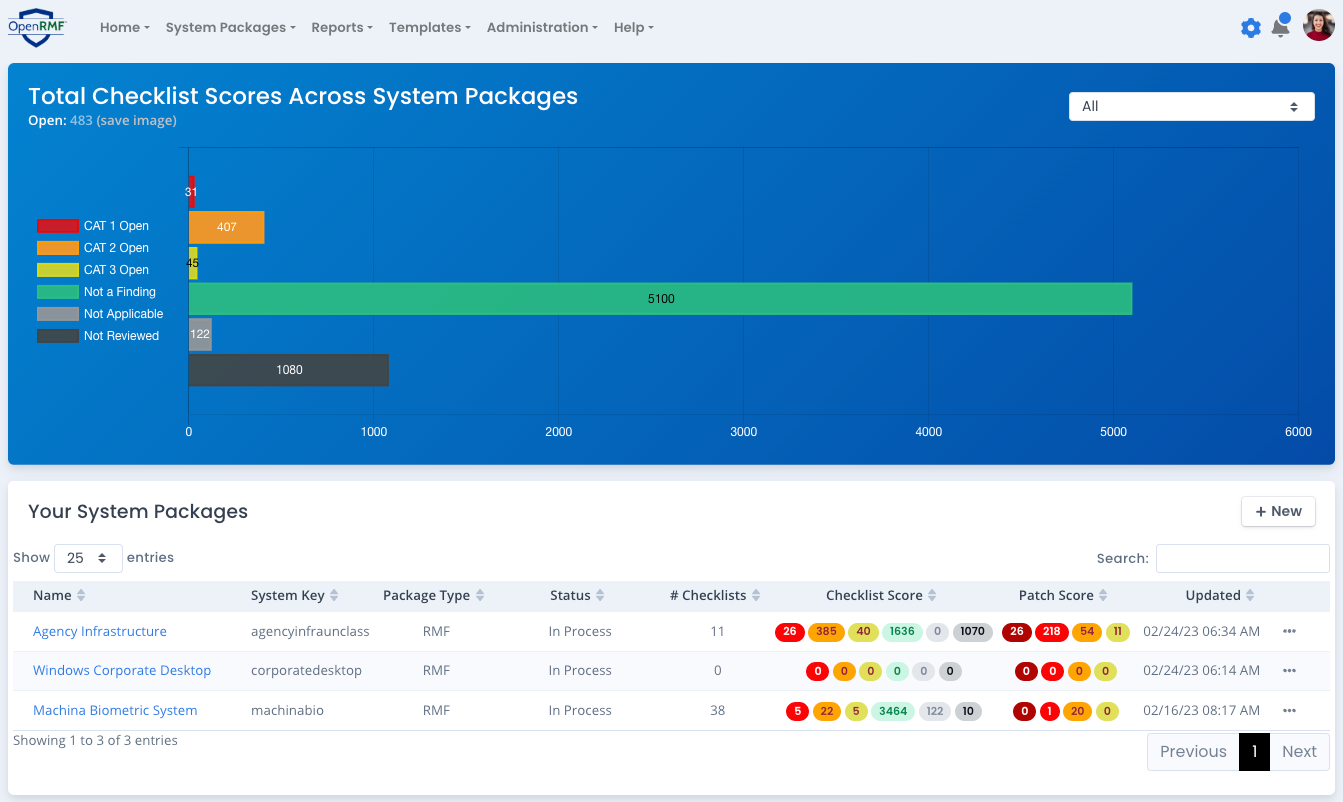 OpenRMF
Home System Packages Reports Templates Administration Help
Total Checklist Scores Across System Packages
Open: 483 (save image)
All
31
407
45
5100
122
1080
CAT 1 Open
CAT 2 Open
CAT 3 Open
Not a Finding
Not Applicable
Not Reviewed
0 1000 2000 3000 4000 5000 6000
Your System Packages
+ New
Show 25 entries
Search:
Name System Key Package Type Status # Checklists Checklist Score Patch Score Updated
Agency Infrastructure agencyinfraunclass RMF In Process 11 26 385 40 1636 0 1070 26 218 54 11 02/24/23 06:34 AM ···
Windows Corporate Desktop corporatedesktop RMF In Process 0 0 0 0 0 0 0 0 0 0 0 02/24/23 06:14 AM ···
Machina Biometric System machinabio RMF In Process 38 5 22 5 3464 122 10 0 1 20 0 02/16/23 08:17 AM ···
Showing 1 to 3 of 3 entries
Previous 1 Next